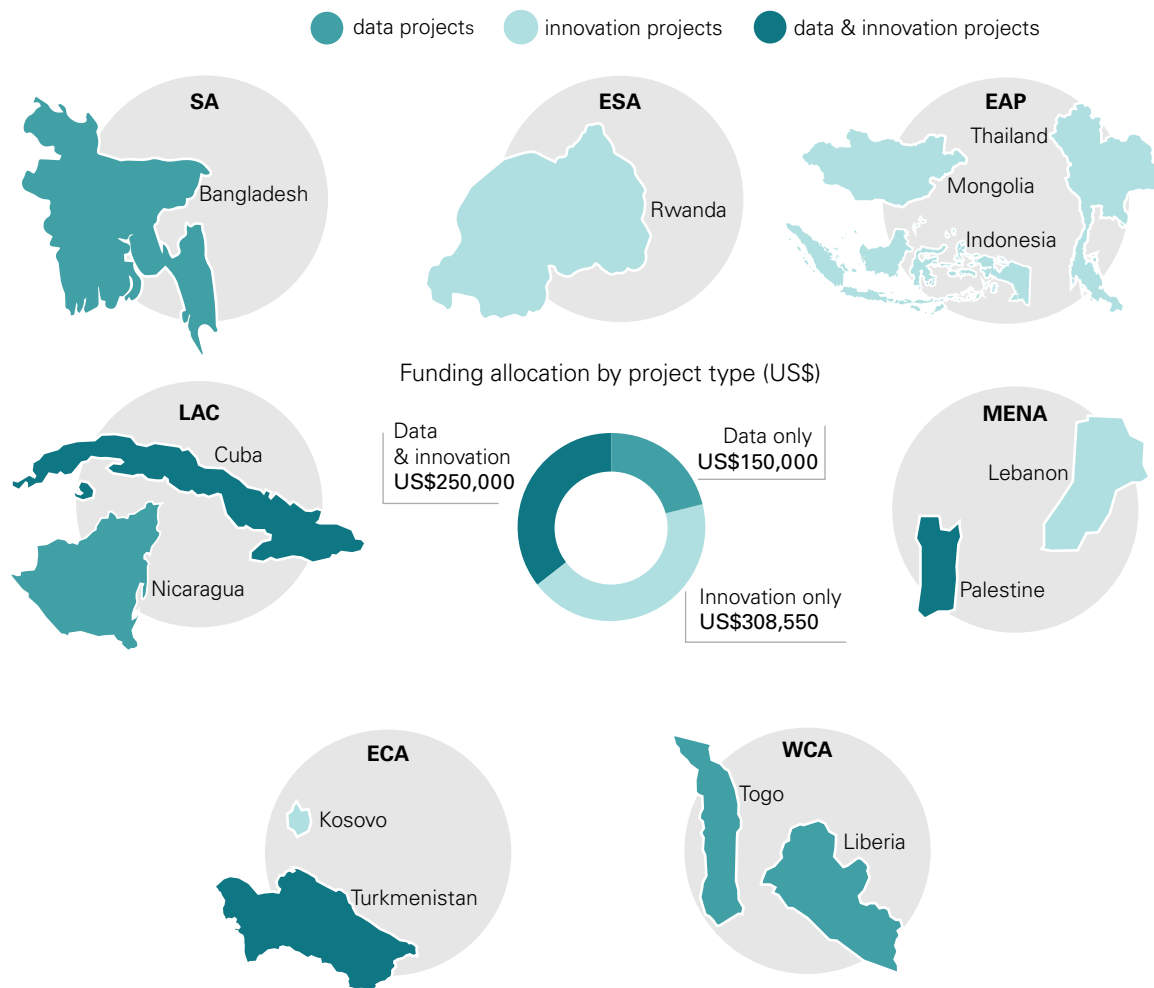 data projects
innovation projects
data & innovation projects
SA
Bangladesh
ESA
Rwanda
EAP
Thailand
Mongolia
Indonesia
Funding allocation by project type (US$)
LAC
Cuba
Nicaragua
Data
& innovation
US$250,000
Data only
US$150,000
Innovation only
US$308,550
MENA
Lebanon
Palestine
ECA
Kosovo
Turkmenistan
WCA
Togo
Liberia